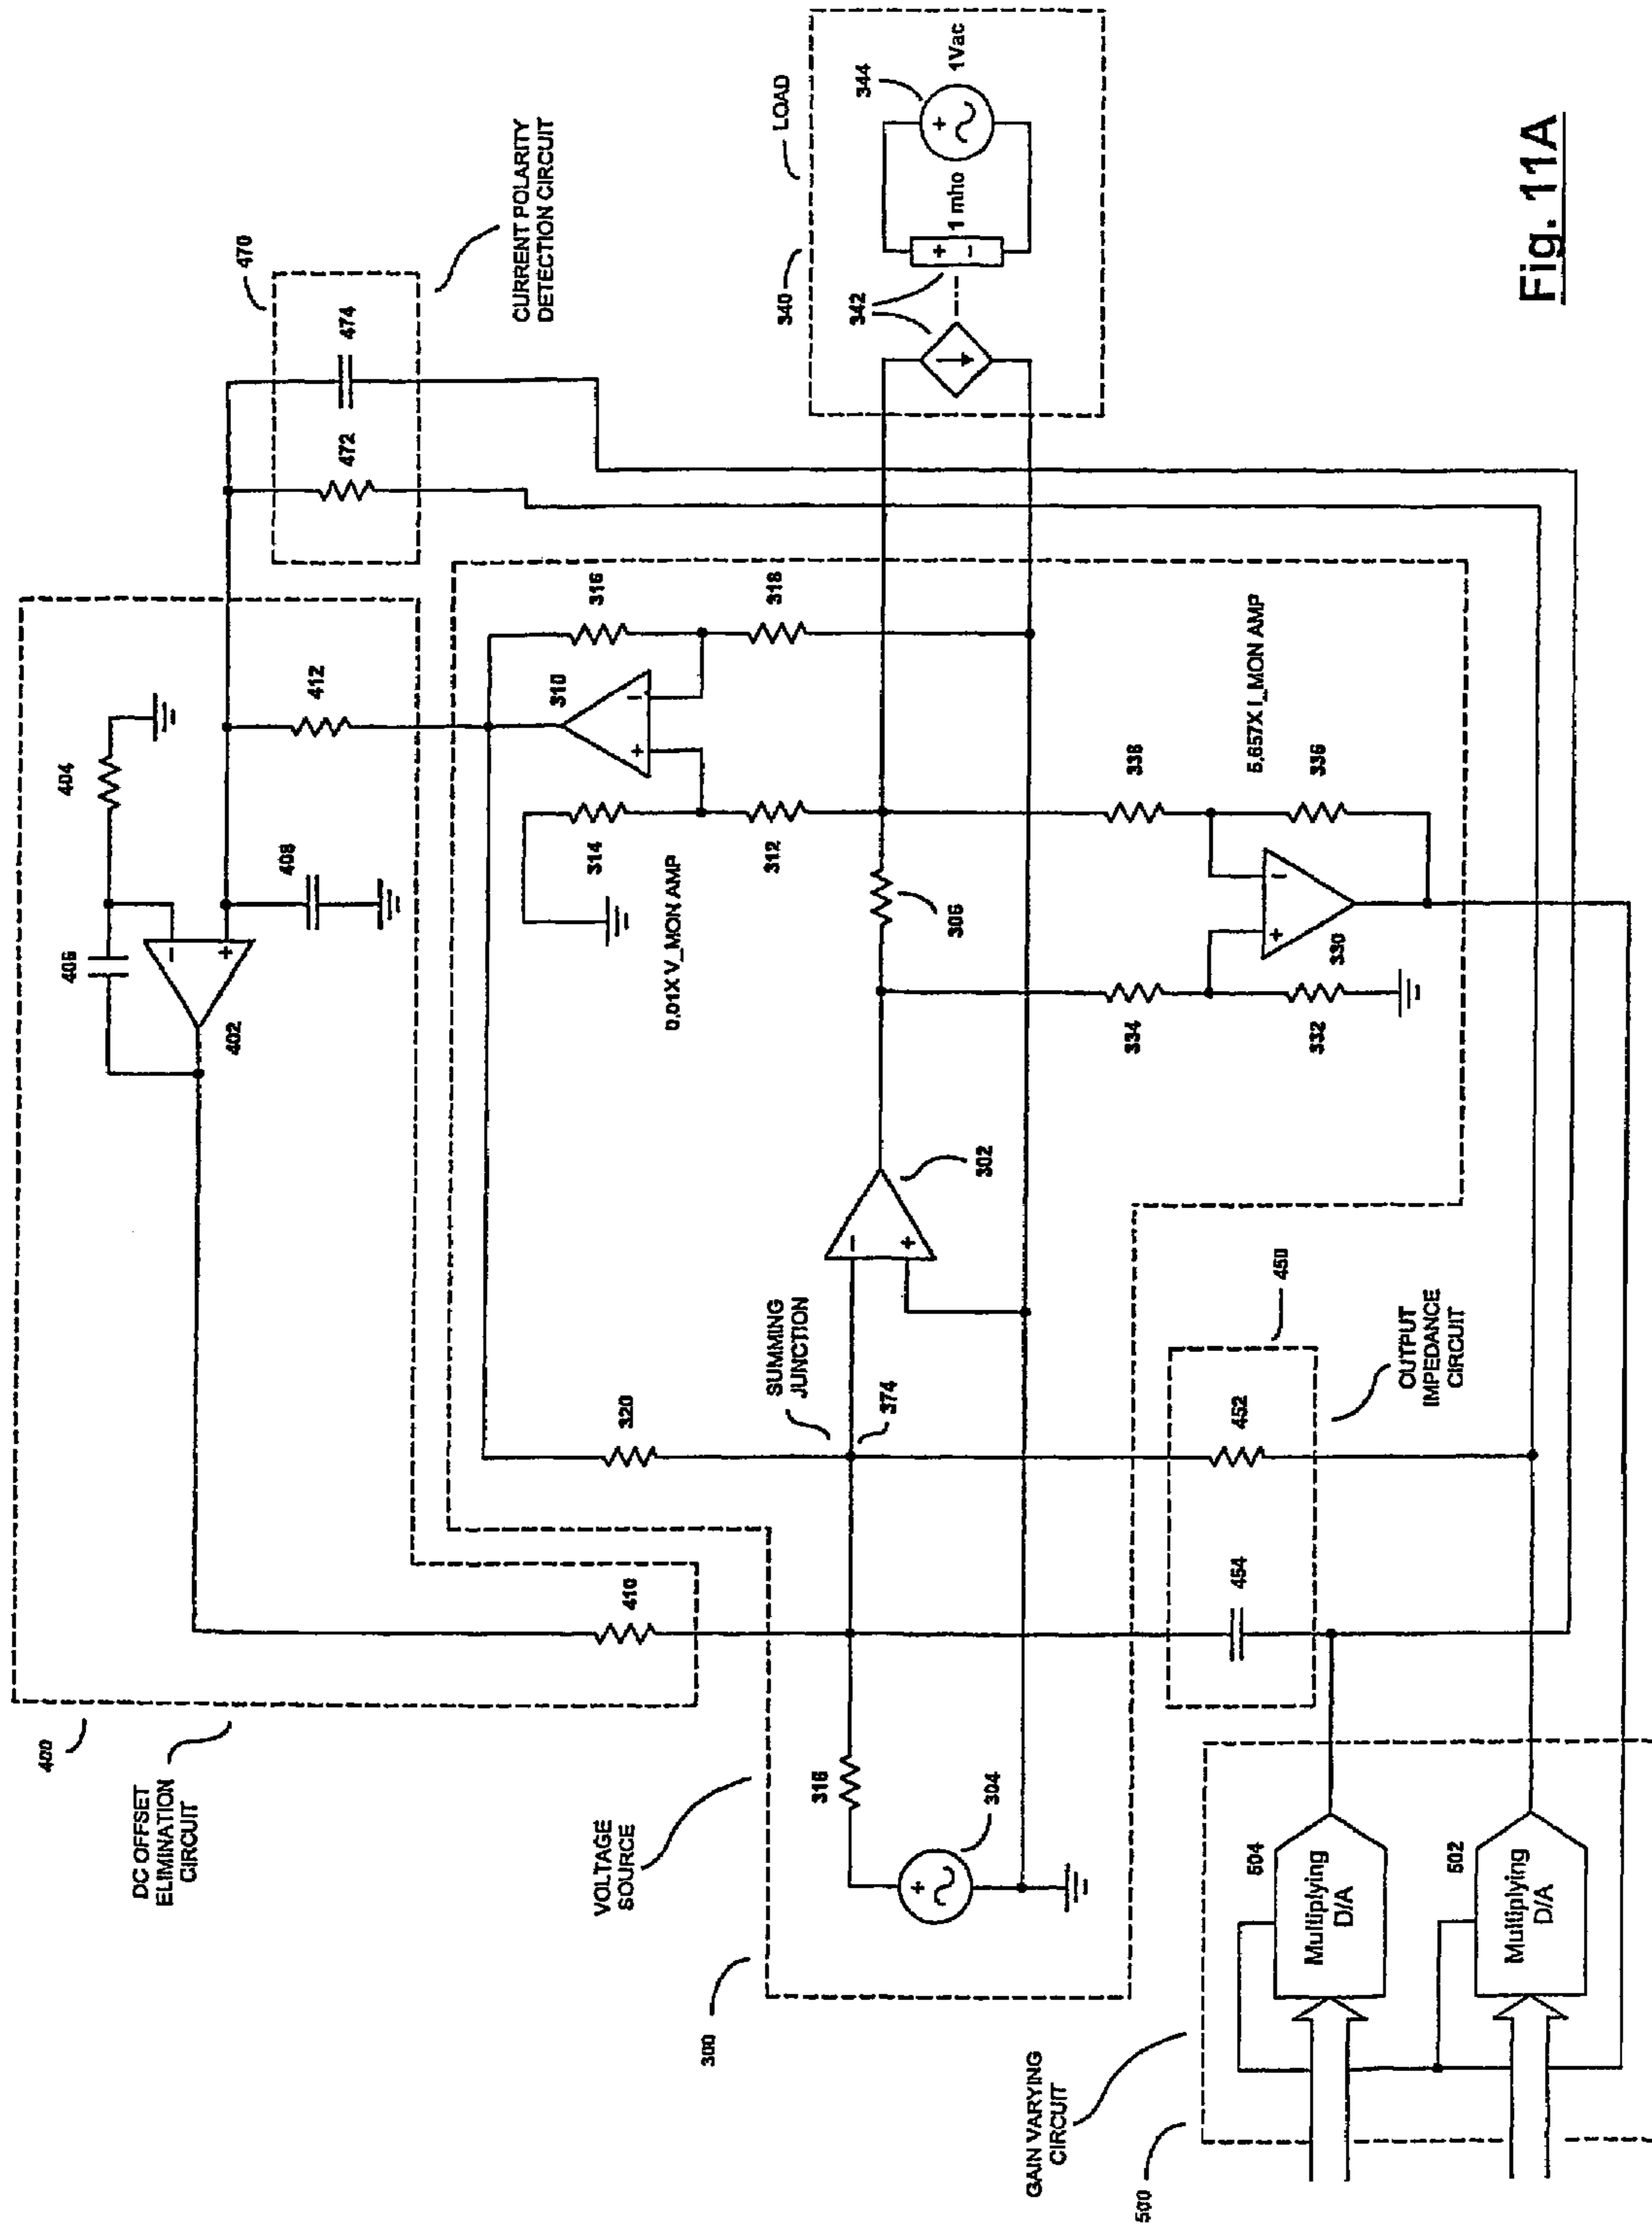 400
DC OFFSET
ELIMINATION
CIRCUIT
410
402
406
404
408
412
470
472
474
CURRENT POLARITY
DETECTION CIRCUIT
300
VOLTAGE
SOURCE
316
304
+
SUMMING
JUNCTION
374
320
302
-
+
0,01X V_MON AMP
314
312
310
+
-
316
318
306
334
332
330
+
-
338
336
5,657X I_MON AMP
340
LOAD
342
+
-
1 mho
+
344
1Vac
450
454
452
OUTPUT
IMPEDANCE
CIRCUIT
500
GAIN VARYING
CIRCUIT
504
Multiplying
D/A
502
Multiplying
D/A
Fig. 11A